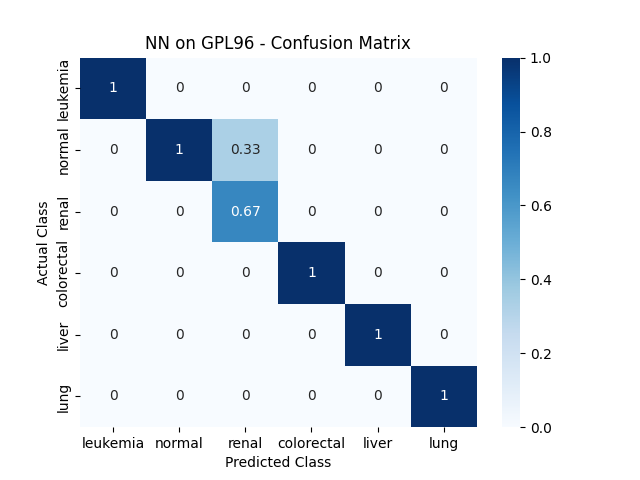 NN on GPL96 - Confusion Matrix
leukemia 1 0 0 0 0 0
normal 0 1 0.33 0 0 0
renal 0 0 0.67 0 0 0
colorectal 0 0 0 1 0 0
liver 0 0 0 0 1 0
lung 0 0 0 0 0 1
leukemia normal renal colorectal liver lung
Predicted Class
Actual Class
1.0
0.8
0.6
0.4
0.2
0.0